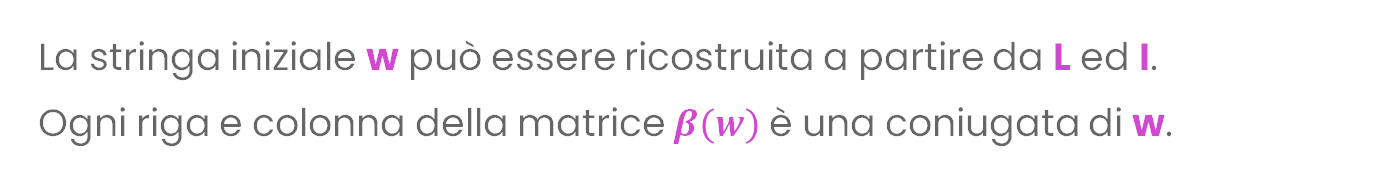 La stringa iniziale w può essere ricostruita a partire da L ed I.
Ogni riga e colonna della matrice β(w) è una coniugata di w.